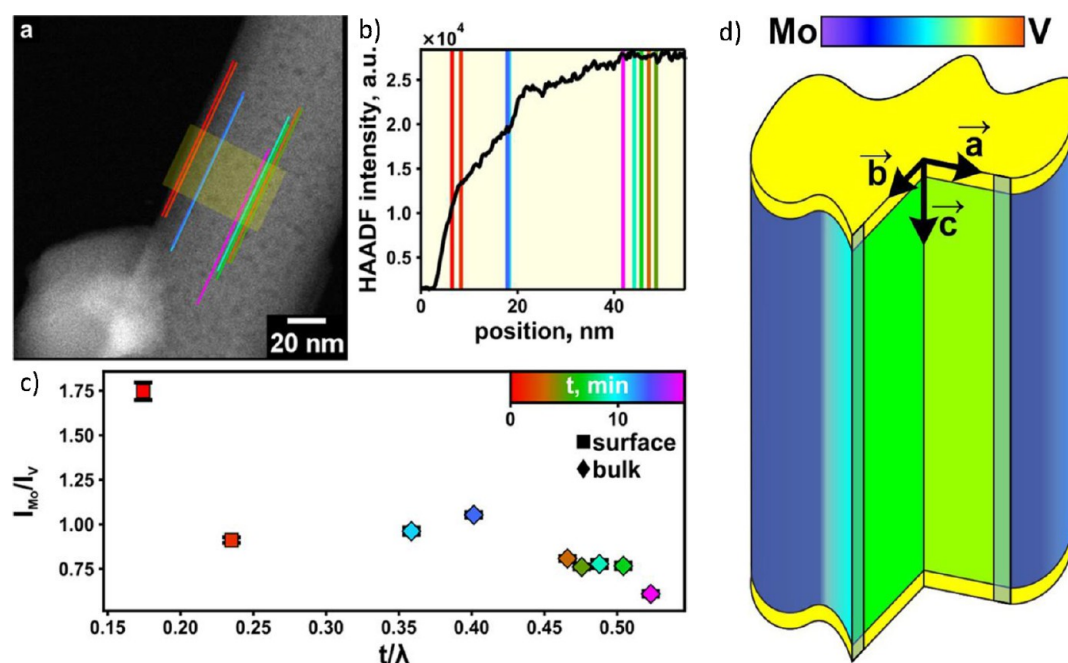 a
20 nm
b)
×10⁴
HAADF intensity, a.u.
2.5
2.0
1.5
1.0
0.5
0
20
40
position, nm
c)
I_Mo/I_V
1.75
1.50
1.25
1.00
0.75
t, min
0
10
surface
bulk
0.15
0.20
0.25
0.30
0.35
0.40
0.45
0.50
0.55
t/λ
d)
Mo
V
a
b
c